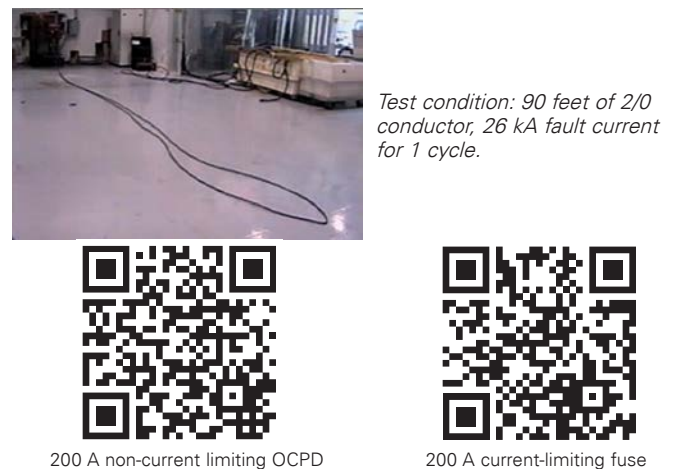 Test condition: 90 feet of 2/0
conductor, 26 kA fault current
for 1 cycle.
200 A non-current limiting OCPD
200 A current-limiting fuse